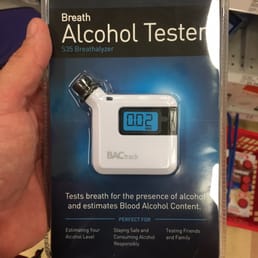 Breath
Alcohol Tester
S35 Breathalyzer
0.02
BACtrack
Tests breath for the presence of alcohol
and estimates Blood Alcohol Content.
PERFECT FOR
Estimating Your
Alcohol Level
Staying Safe and
Consuming Alcohol
Responsibly
Testing Friends
and Family